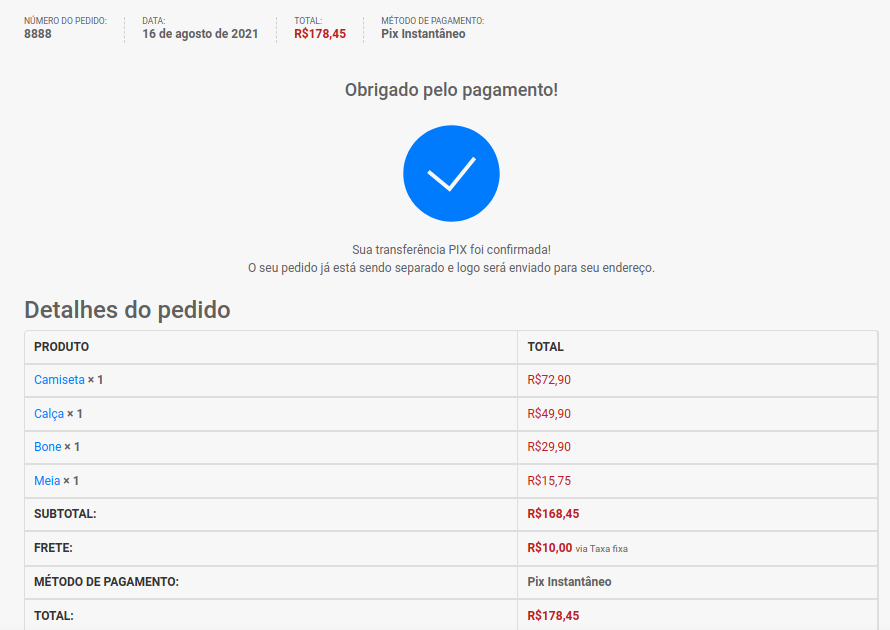 NÚMERO DO PEDIDO: DATA: TOTAL: MÉTODO DE PAGAMENTO:
8888 16 de agosto de 2021 R$178,45 Pix Instantâneo
Obrigado pelo pagamento!
Sua transferência PIX foi confirmada!
O seu pedido já está sendo separado e logo será enviado para seu endereço.
Detalhes do pedido
PRODUTO TOTAL
Camiseta × 1 R$72,90
Calça × 1 R$49,90
Bone × 1 R$29,90
Meia × 1 R$15,75
SUBTOTAL: R$168,45
FRETE: R$10,00 via Taxa fixa
MÉTODO DE PAGAMENTO: Pix Instantâneo
TOTAL: R$178,45